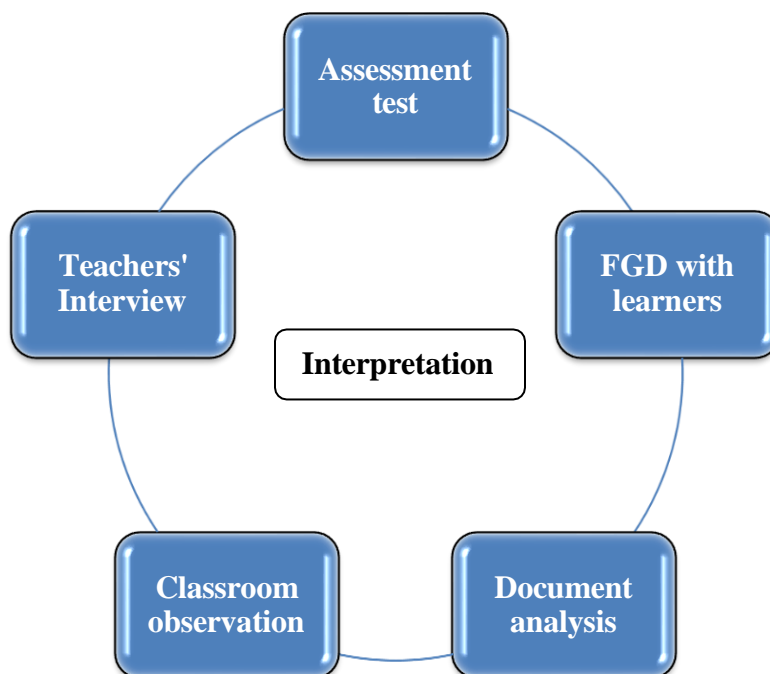 Assessment
test
Teachers'
Interview
FGD with
learners
Interpretation
Classroom
observation
Document
analysis